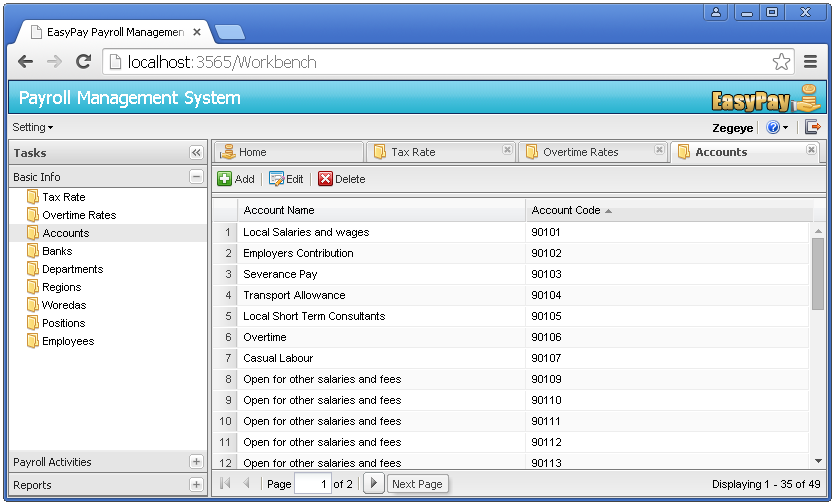 EasyPay Payroll Managemen
localhost:3565/Workbench
Payroll Management System
EasyPay
Setting
Zegeye
Tasks
Basic Info
Tax Rate
Overtime Rates
Accounts
Banks
Departments
Regions
Woredas
Positions
Employees
Payroll Activities
Reports
Home Tax Rate Overtime Rates Accounts
Add Edit Delete
Account Name Account Code
1 Local Salaries and wages 90101
2 Employers Contribution 90102
3 Severance Pay 90103
4 Transport Allowance 90104
5 Local Short Term Consultants 90105
6 Overtime 90106
7 Casual Labour 90107
8 Open for other salaries and fees 90109
9 Open for other salaries and fees 90110
10 Open for other salaries and fees 90111
11 Open for other salaries and fees 90112
12 Open for other salaries and fees 90113
Page 1 of 2 Next Page Displaying 1 - 35 of 49